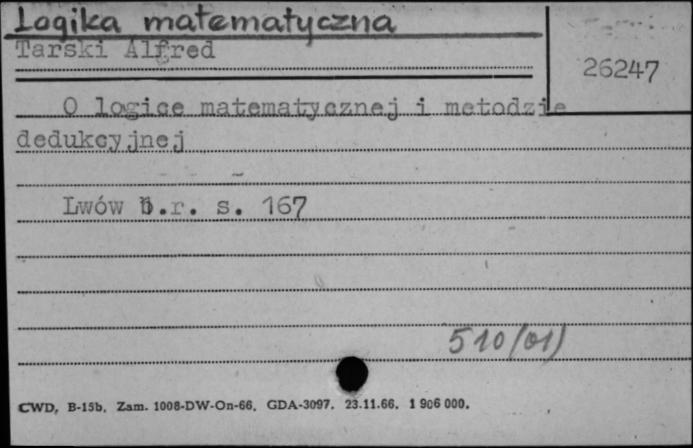 Logika matematyczna
Tarski Alfred
26247
O logice matematycznej i metodzie
dedukcyjnej
Lwów b.r. s. 167
510/01)
CWD, B-15b, Zam. 1008-DW-On-66, GDA-3097, 23.11.66. 1 906 000.